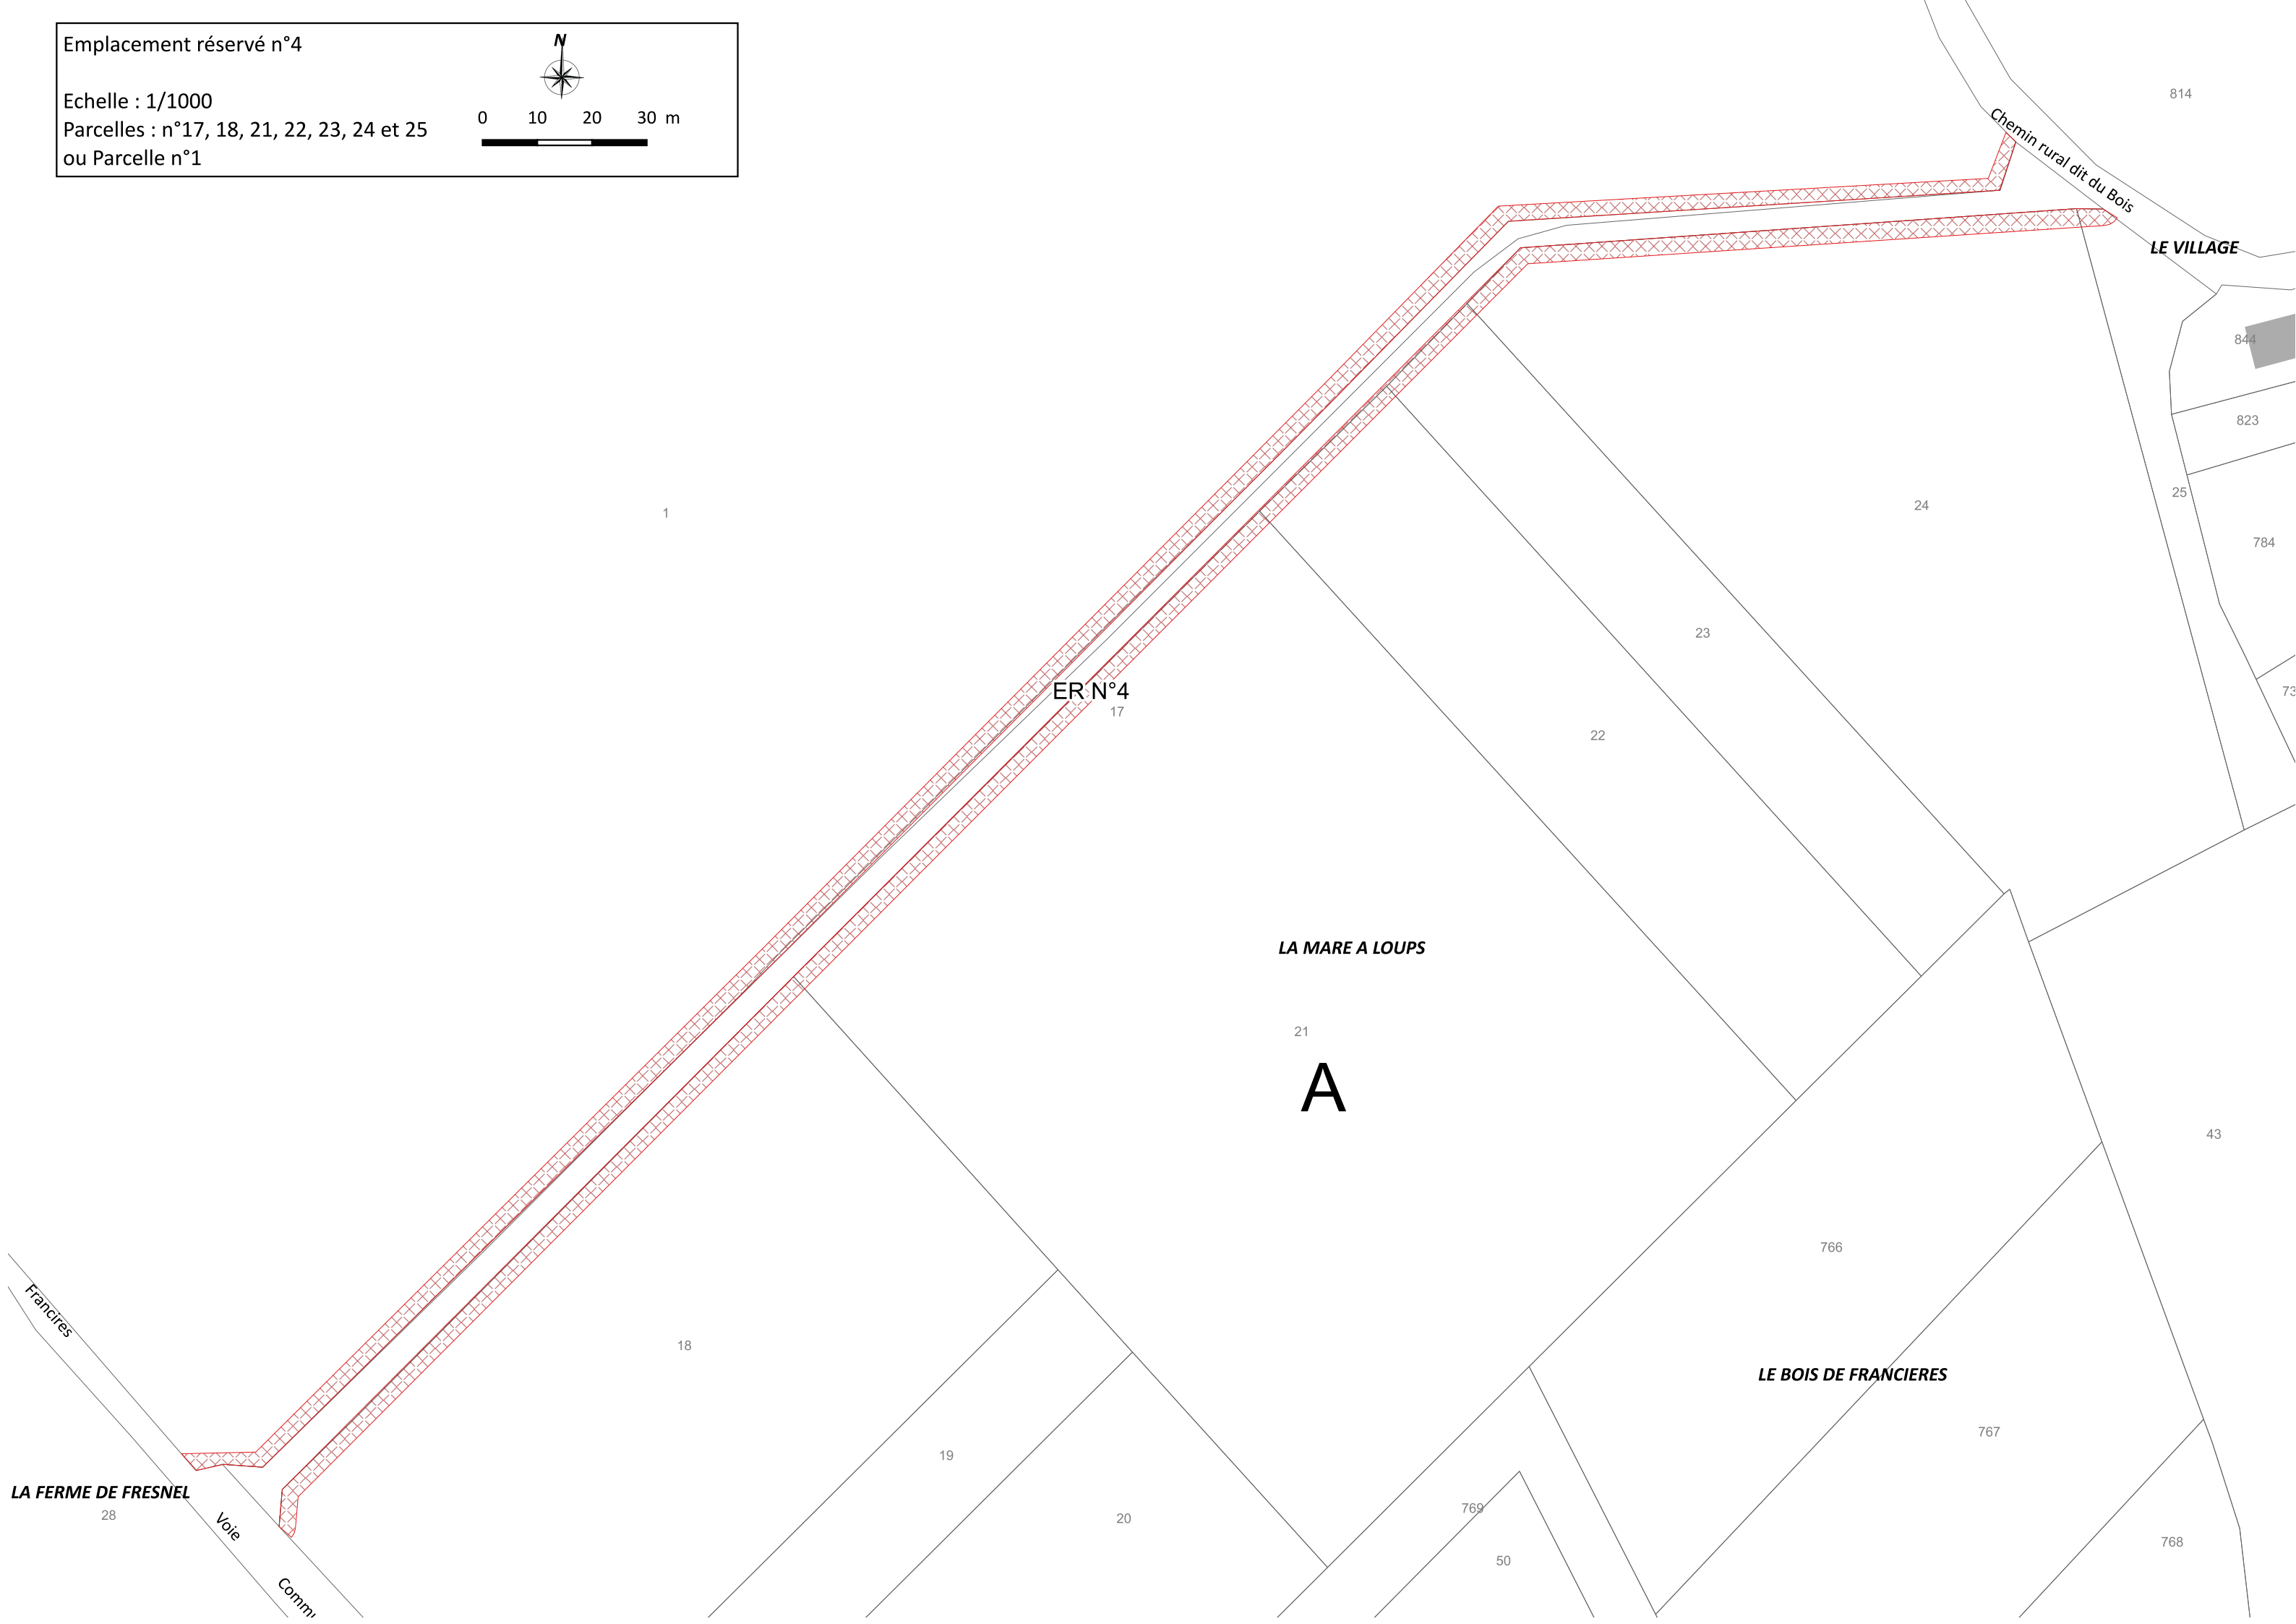 Emplacement réservé n°4
N
Echelle : 1/1000
0 10 20 30 m
Parcelles : n°17, 18, 21, 22, 23, 24 et 25
ou Parcelle n°1
814
Chemin rural dit du Bois
LE VILLAGE
844
823
25
784
73
1
24
23
22
ER N°4
17
LA MARE A LOUPS
21
A
43
766
LE BOIS DE FRANCIERES
767
18
19
20
769
50
768
Francires
LA FERME DE FRESNEL
28
Voie
Commu